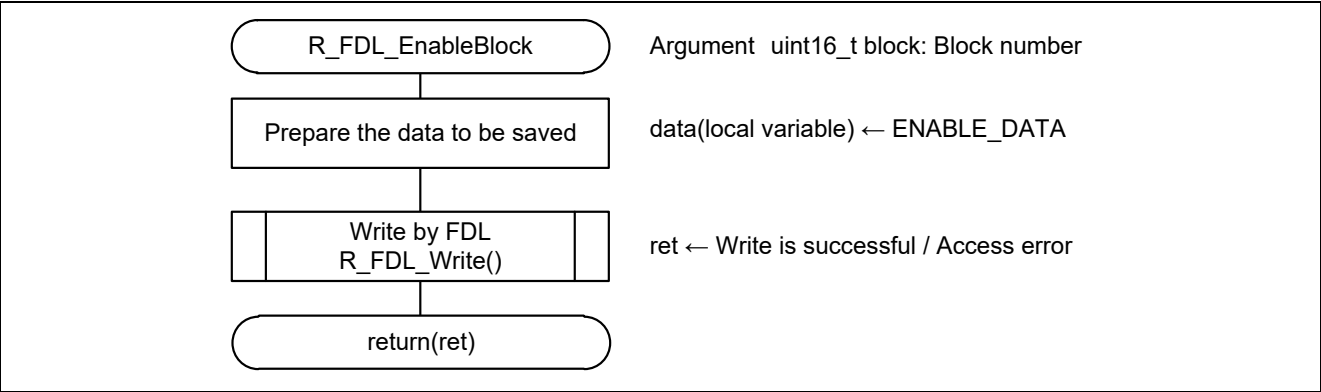 R_FDL_EnableBlock
Argument uint16_t block: Block number
Prepare the data to be saved
data(local variable) ← ENABLE_DATA
Write by FDL
R_FDL_Write()
ret ← Write is successful / Access error
return(ret)